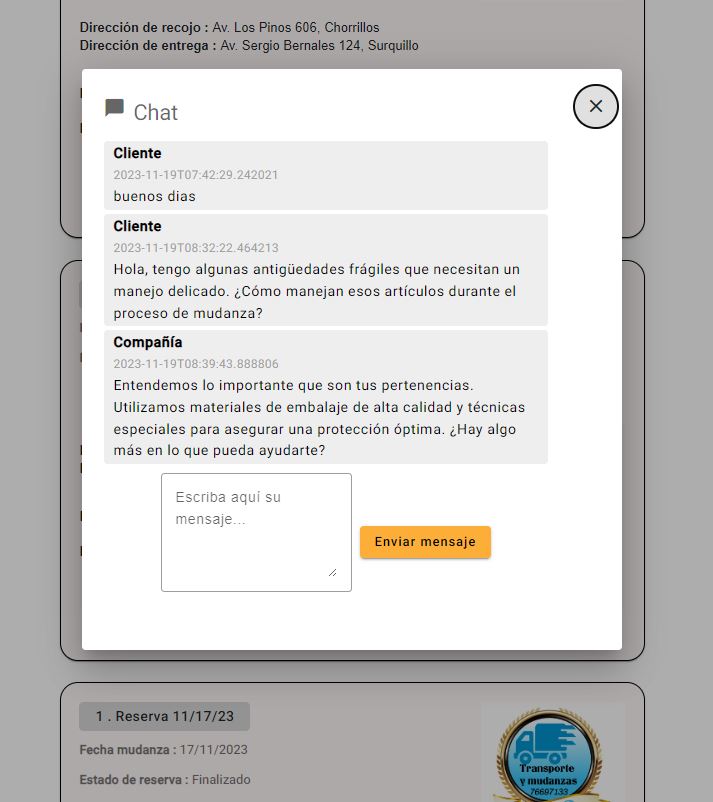 Dirección de recojo : Av. Los Pinos 606, Chorrillos
Dirección de entrega : Av. Sergio Bernales 124, Surquillo
Chat
Cliente
2023-11-19T07:42:29.242021
buenos dias
Cliente
2023-11-19T08:32:22.464213
Hola, tengo algunas antigüedades frágiles que necesitan un
manejo delicado. ¿Cómo manejan esos artículos durante el
proceso de mudanza?
Compañía
2023-11-19T08:39:43.888806
Entendemos lo importante que son tus pertenencias.
Utilizamos materiales de embalaje de alta calidad y técnicas
especiales para asegurar una protección óptima. ¿Hay algo
más en lo que pueda ayudarte?
Escriba aquí su
mensaje...
Enviar mensaje
1 . Reserva 11/17/23
Fecha mudanza : 17/11/2023
Estado de reserva : Finalizado
Transporte
y mudanzas
76697133